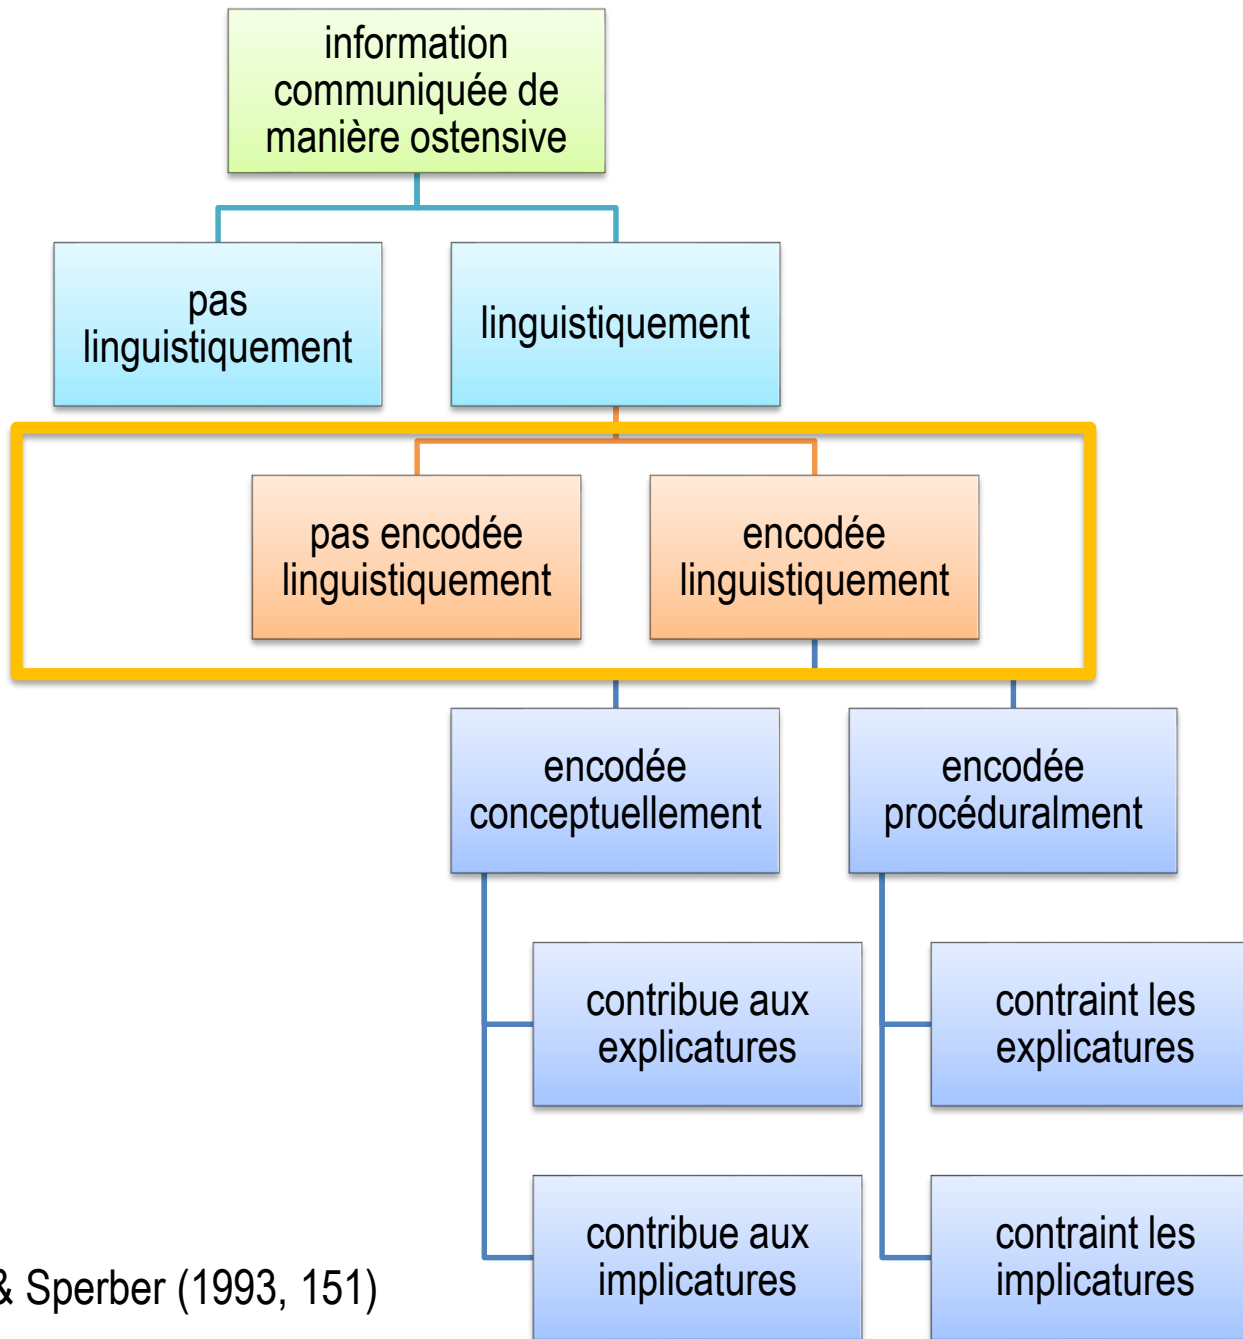 information
communiquée de
manière ostensive
pas
linguistiquement
linguistiquement
pas encodée
linguistiquement
encodée
linguistiquement
encodée
conceptuellement
encodée
procéduralment
contribue aux
explicatures
contraint les
explicatures
contribue aux
implicatures
contraint les
implicatures
& Sperber (1993, 151)